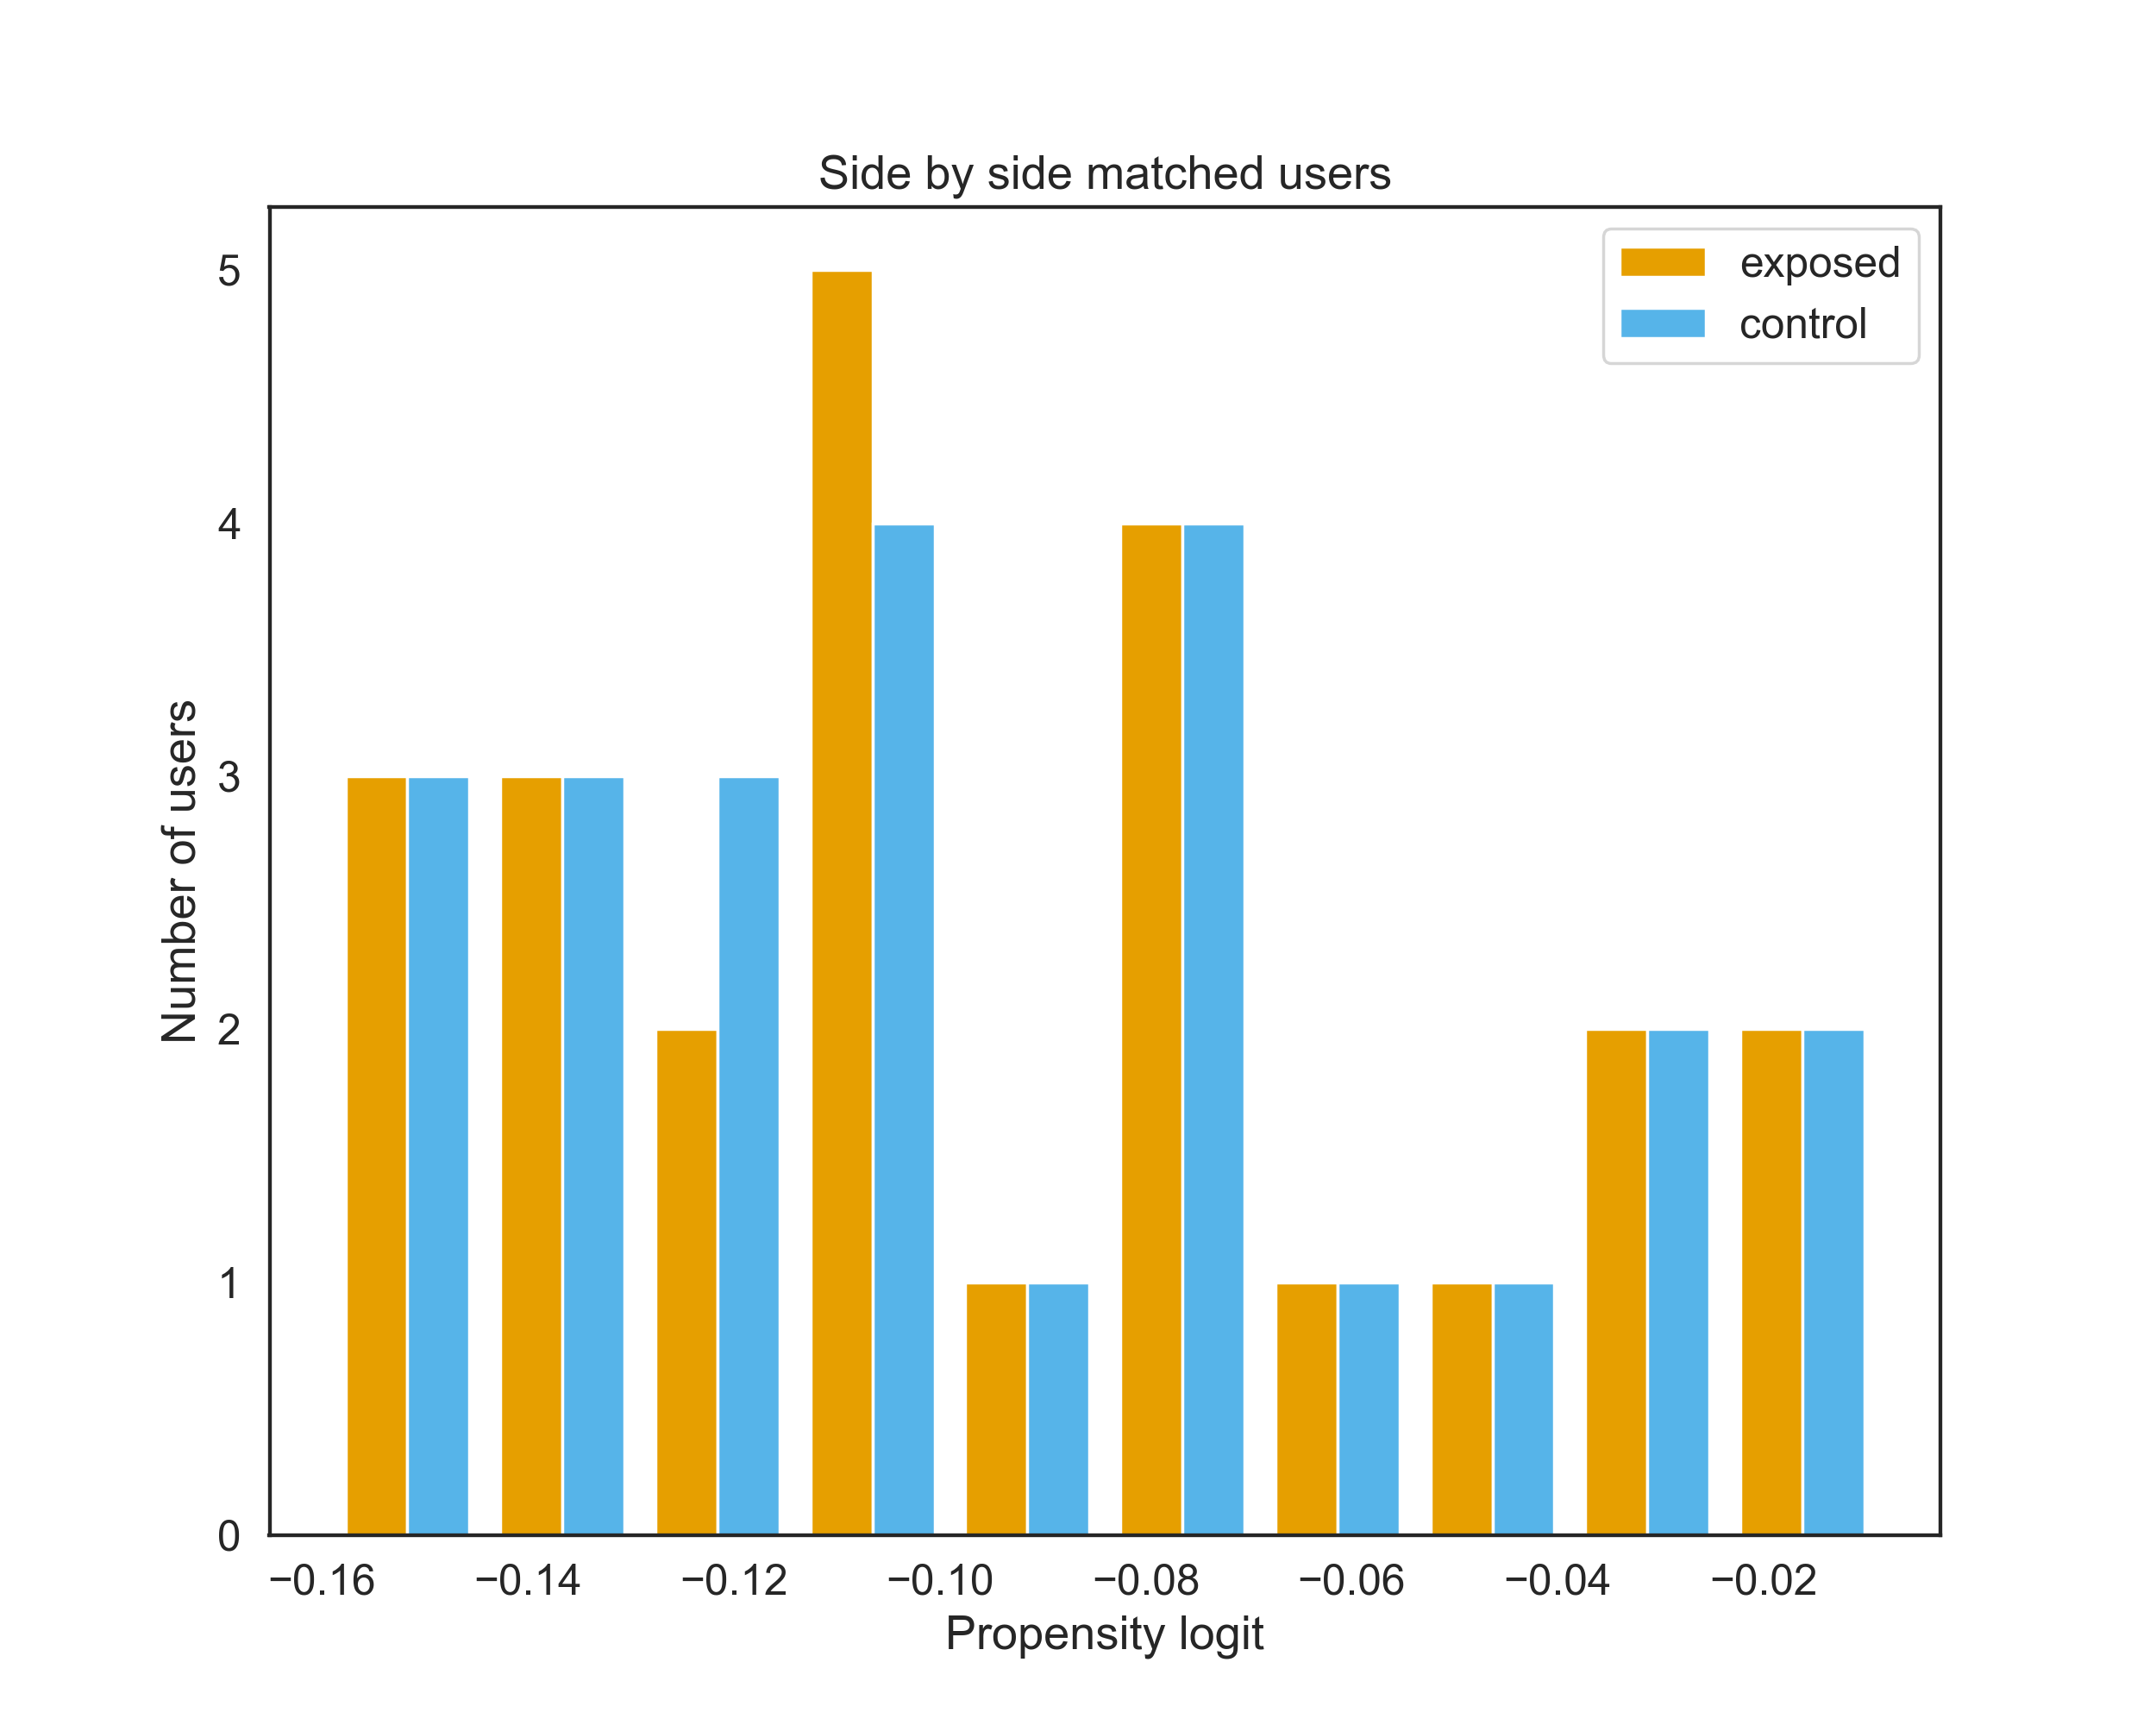 Side by side matched users
exposed
control
5
4
3
2
1
0
Number of users
−0.16 −0.14 −0.12 −0.10 −0.08 −0.06 −0.04 −0.02
Propensity logit